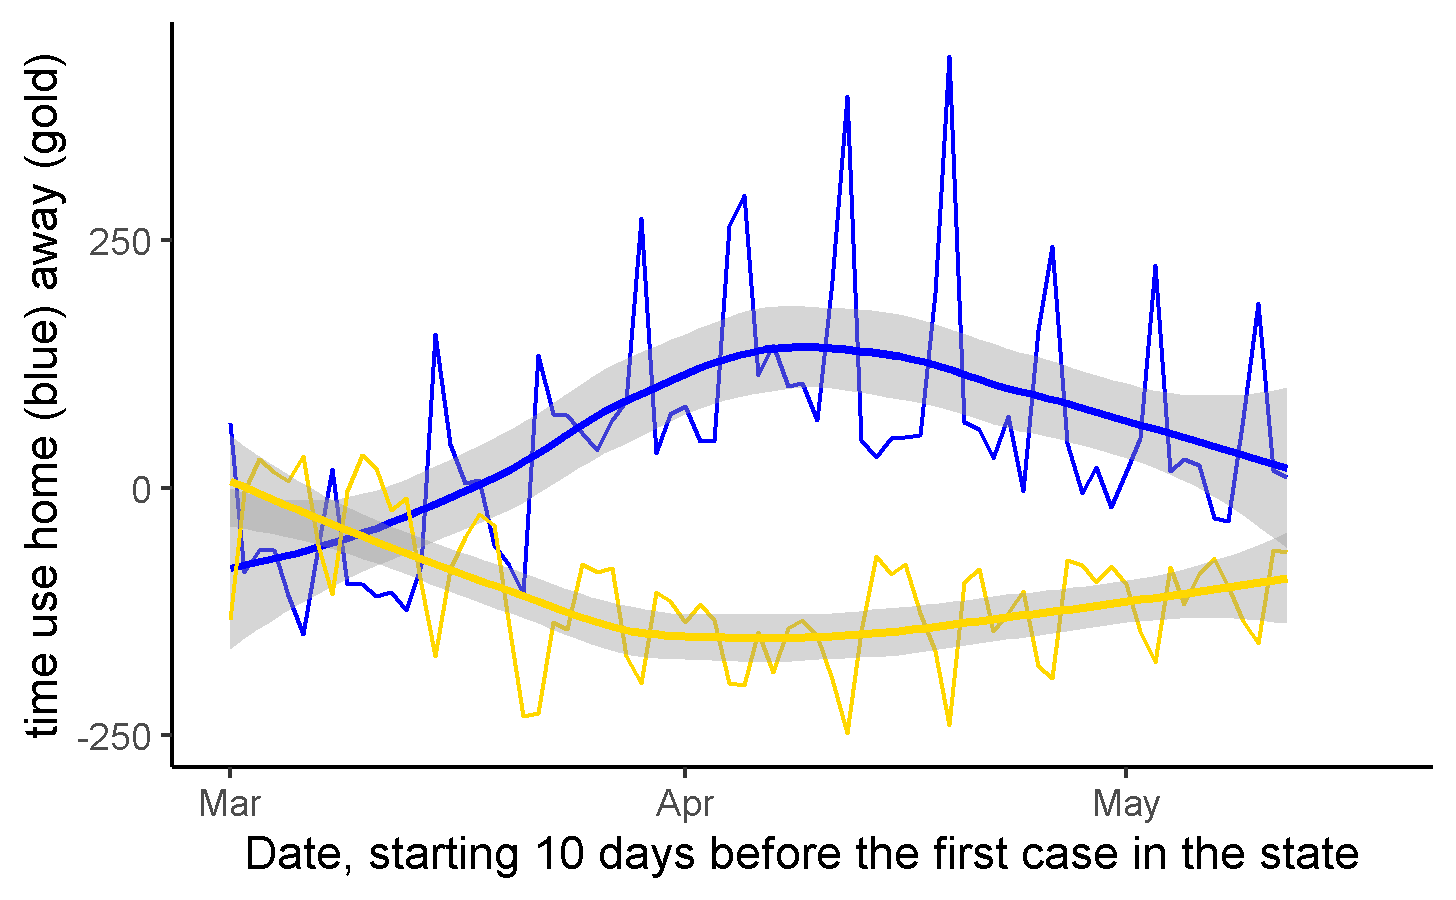 time use home (blue) away (gold)
250
0
-250
Mar
Apr
May
Date, starting 10 days before the first case in the state